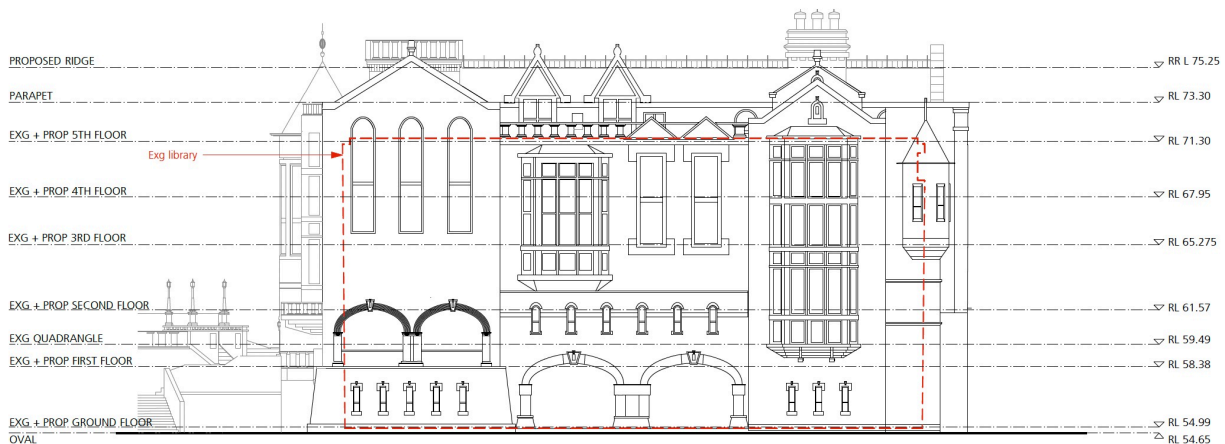 PROPOSED RIDGE
RR L 75.25
PARAPET
RL 73.30
EXG + PROP 5TH FLOOR
RL 71.30
Exg library
EXG + PROP 4TH FLOOR
RL 67.95
EXG + PROP 3RD FLOOR
RL 65.275
EXG + PROP SECOND FLOOR
RL 61.57
EXG QUADRANGLE
RL 59.49
EXG + PROP FIRST FLOOR
RL 58.38
EXG + PROP GROUND FLOOR
RL 54.99
OVAL
RL 54.65